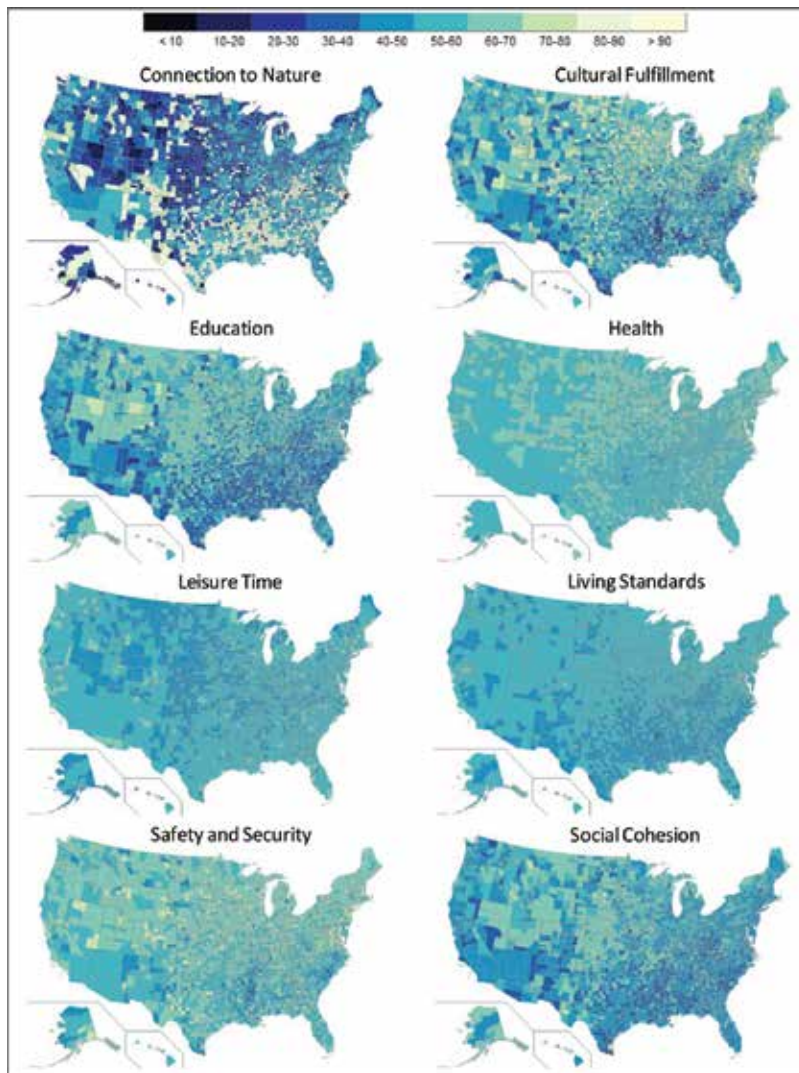 < 10 10-20 20-30 30-40 40-50 50-60 60-70 70-80 80-90 > 90
Connection to Nature Cultural Fulfillment
Education Health
Leisure Time Living Standards
Safety and Security Social Cohesion